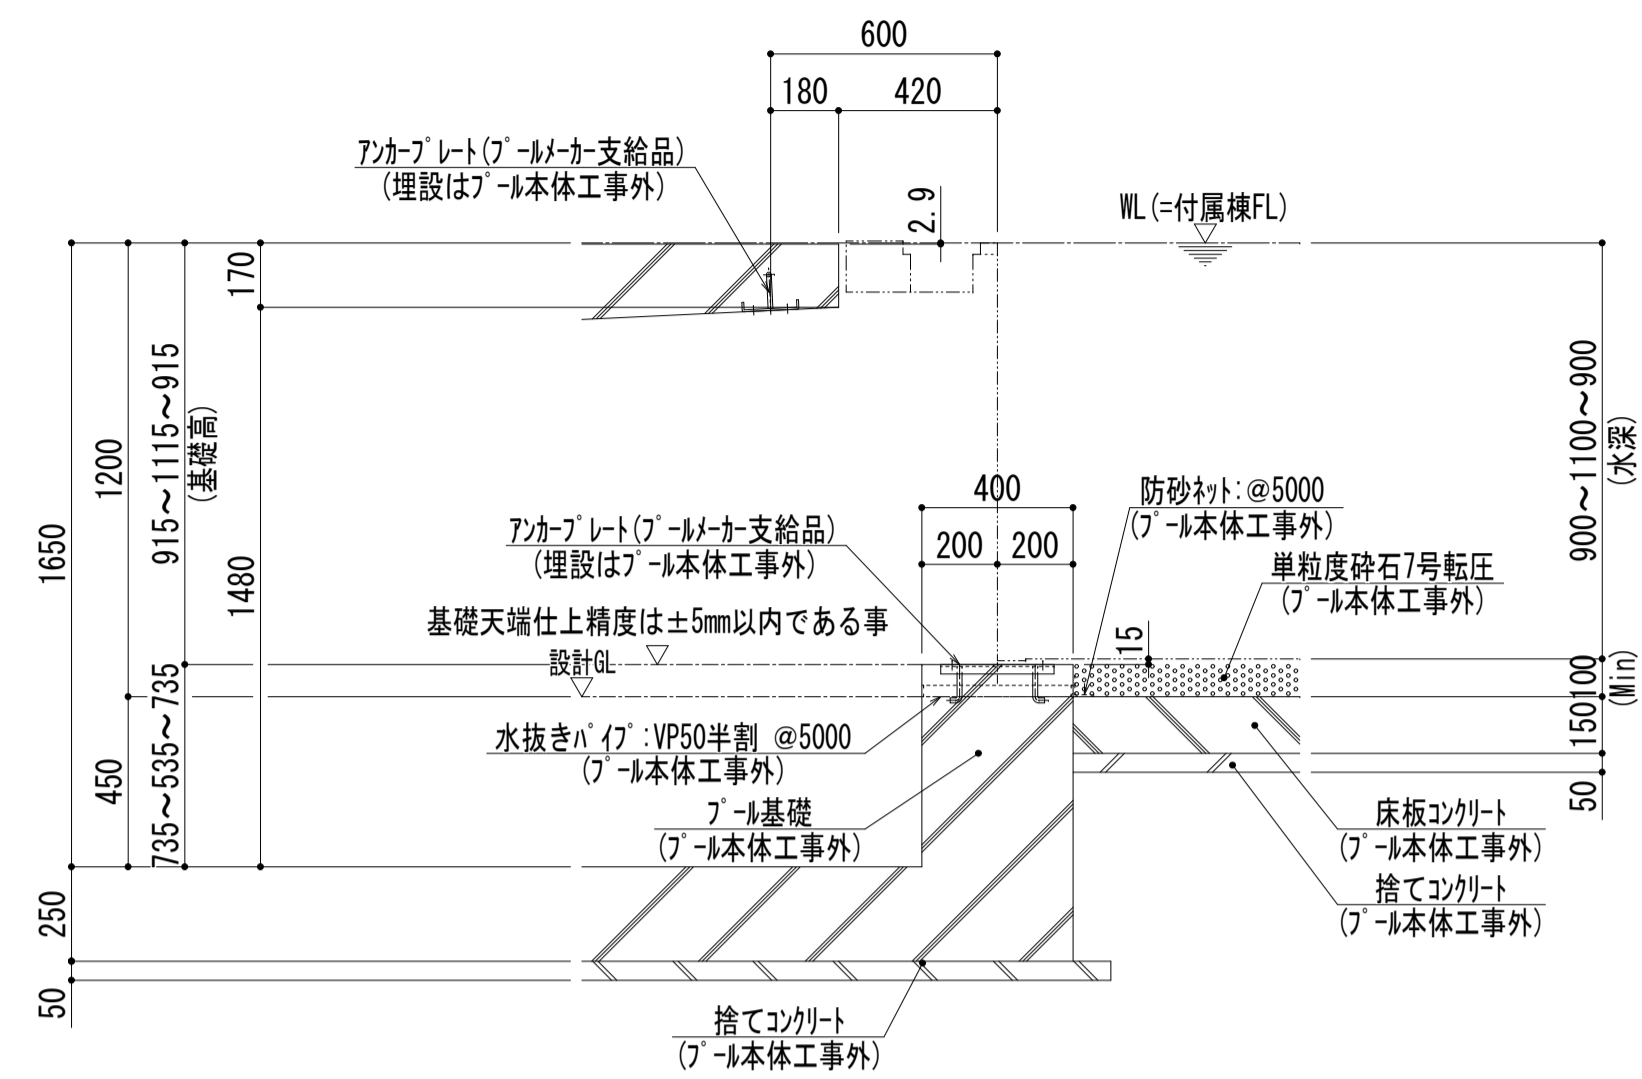 600
180
420
アンカープレート(プールメーカー支給品)
(埋設はプール本体工事外)
2.9
WL(=付属棟FL)
170
1480
915～1115～915
(基礎高)
735～535～735
1200
450
1650
250
50
400
200
200
アンカープレート(プールメーカー支給品)
(埋設はプール本体工事外)
基礎天端仕上精度は±5mm以内である事
設計GL
防砂ネット:@5000
(プール本体工事外)
単粒度砕石7号転圧
(プール本体工事外)
15
900～1100～900
(水深)
100
(Min)
150
50
水抜きパイプ:VP50半割 @5000
(プール本体工事外)
プール基礎
(プール本体工事外)
床板コンクリート
(プール本体工事外)
捨てコンクリート
(プール本体工事外)
捨てコンクリート
(プール本体工事外)